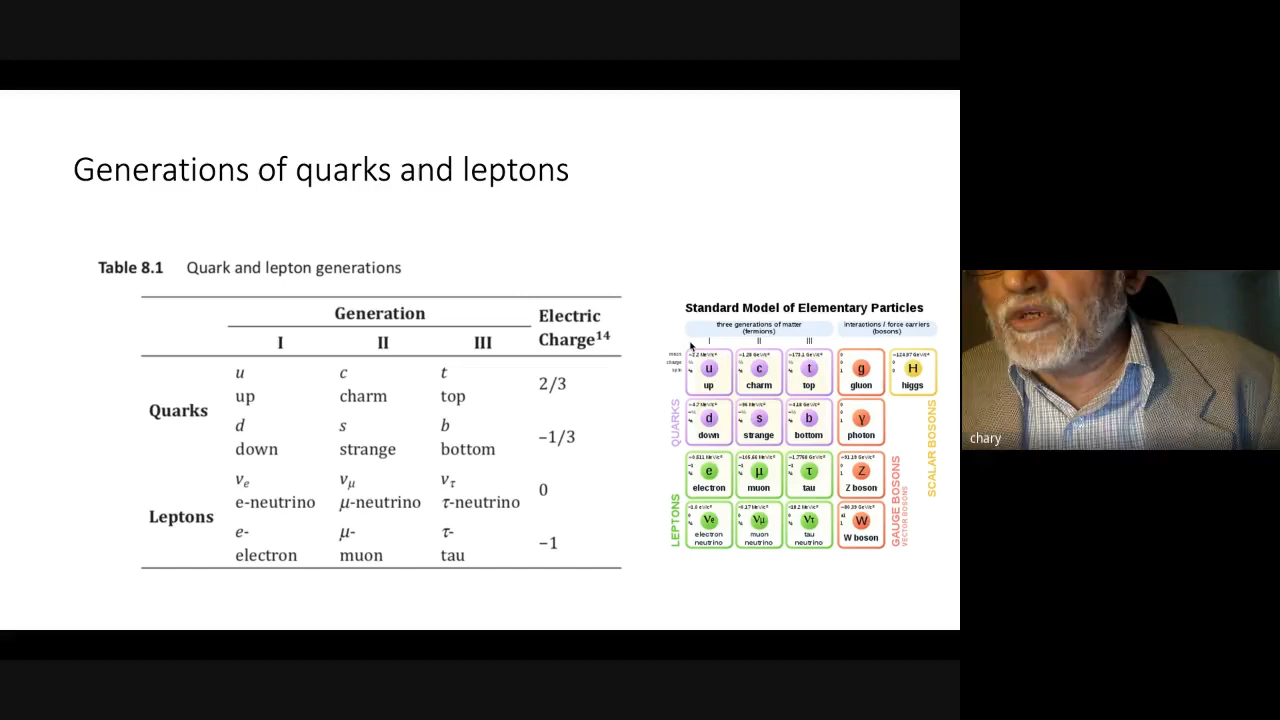 Generations of quarks and leptons
Table 8.1 Quark and lepton generations
Generation Electric
Charge14
I II III
Quarks
u c t 2/3
up charm top
d s b –1/3
down strange bottom
Leptons
νe νμ ντ 0
e-neutrino μ-neutrino τ-neutrino
e- μ- τ- –1
electron muon tau
Standard Model of Elementary Particles
three generations of matter
(fermions)
interactions / force carriers
(bosons)
I II III
mass
charge
spin
QUARKS
LEPTONS
GAUGE BOSONS
VECTOR BOSONS
SCALAR BOSONS
u c t g H
up charm top gluon higgs
d s b γ
down strange bottom photon
e μ τ Z
electron muon tau Z boson
νe νμ ντ W
electron
neutrino
muon
neutrino
tau
neutrino
W boson
chary